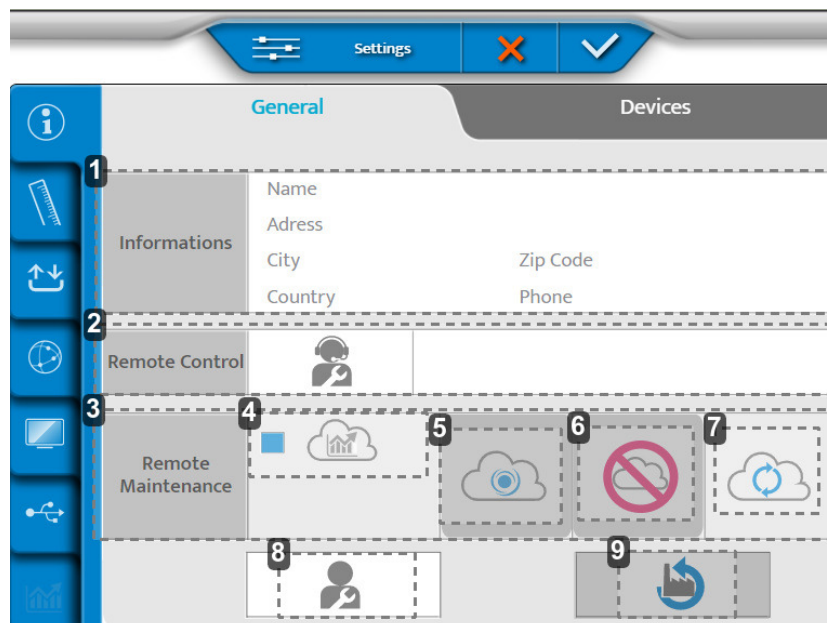 Settings
General
Devices
1
Informations
Name
Adress
City
Zip Code
Country
Phone
2
Remote Control
3
Remote
Maintenance
4
5
6
7
8
9